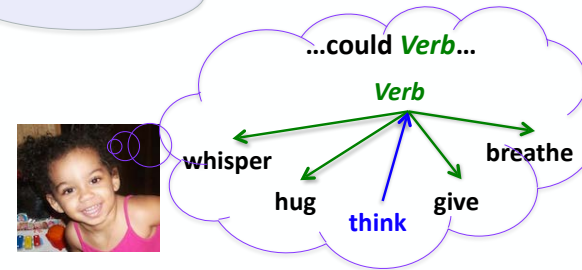 ...could Verb...
Verb
whisper
breathe
hug
give
think